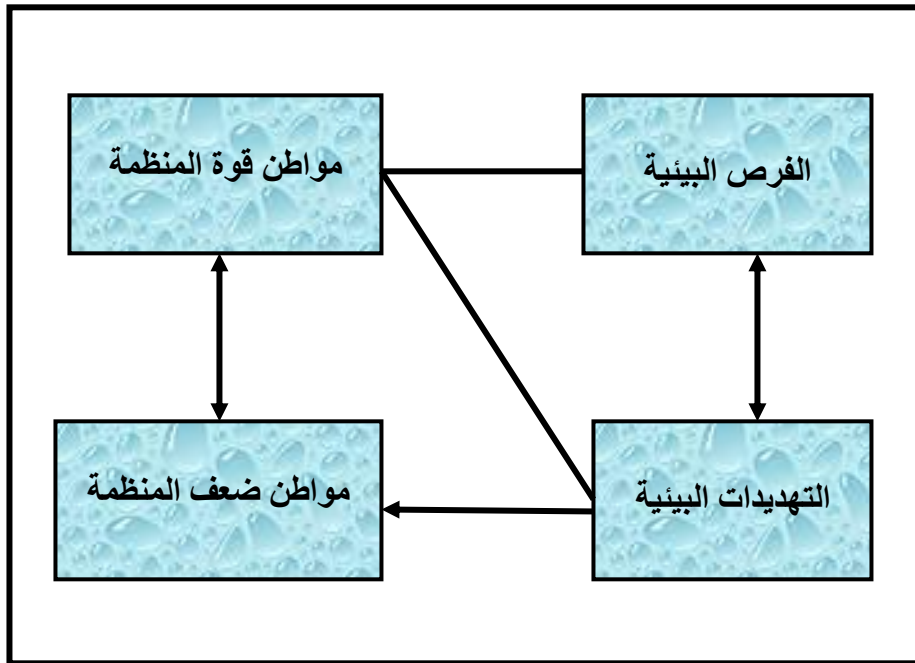 الفرص البيئية
مواطن قوة المنظمة
التهديدات البيئية
مواطن ضعف المنظمة